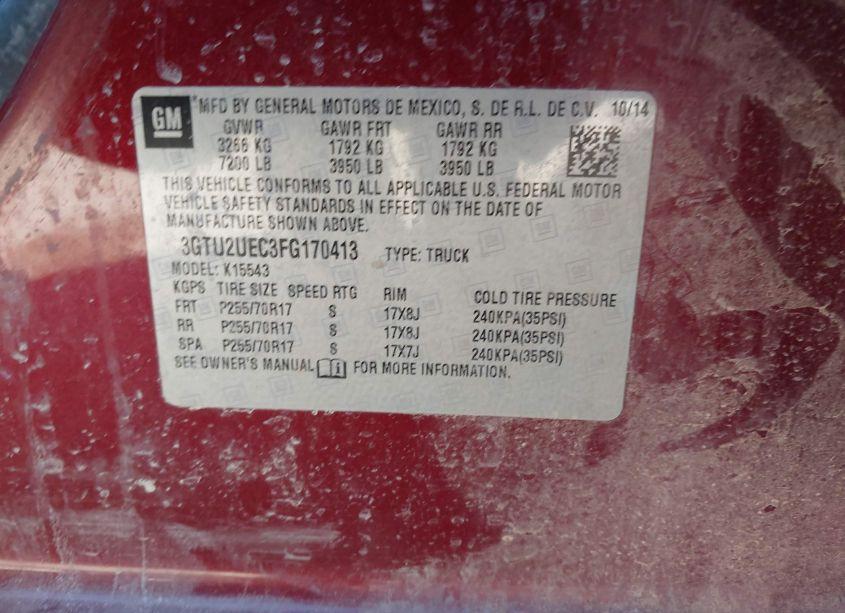 GM
*MFD BY GENERAL MOTORS DE MEXICO, S. DE R.L. DE C.V. 10/14
GVWR GAWR FRT GAWR RR
3266 KG 1792 KG 1792 KG
7200 LB 3950 LB 3950 LB
THIS VEHICLE CONFORMS TO ALL APPLICABLE U.S. FEDERAL MOTOR
VEHICLE SAFETY STANDARDS IN EFFECT ON THE DATE OF
MANUFACTURE SHOWN ABOVE.
3GTU2UEC3FG170413 TYPE: TRUCK
MODEL: K15543
KGPS TIRE SIZE SPEED RTG RIM COLD TIRE PRESSURE
FRT P255/70R17 S 17X8J 240KPA(35PSI)
RR P255/70R17 S 17X8J 240KPA(35PSI)
SPA P255/70R17 S 17X7J 240KPA(35PSI)
SEE OWNER'S MANUAL FOR MORE INFORMATION.